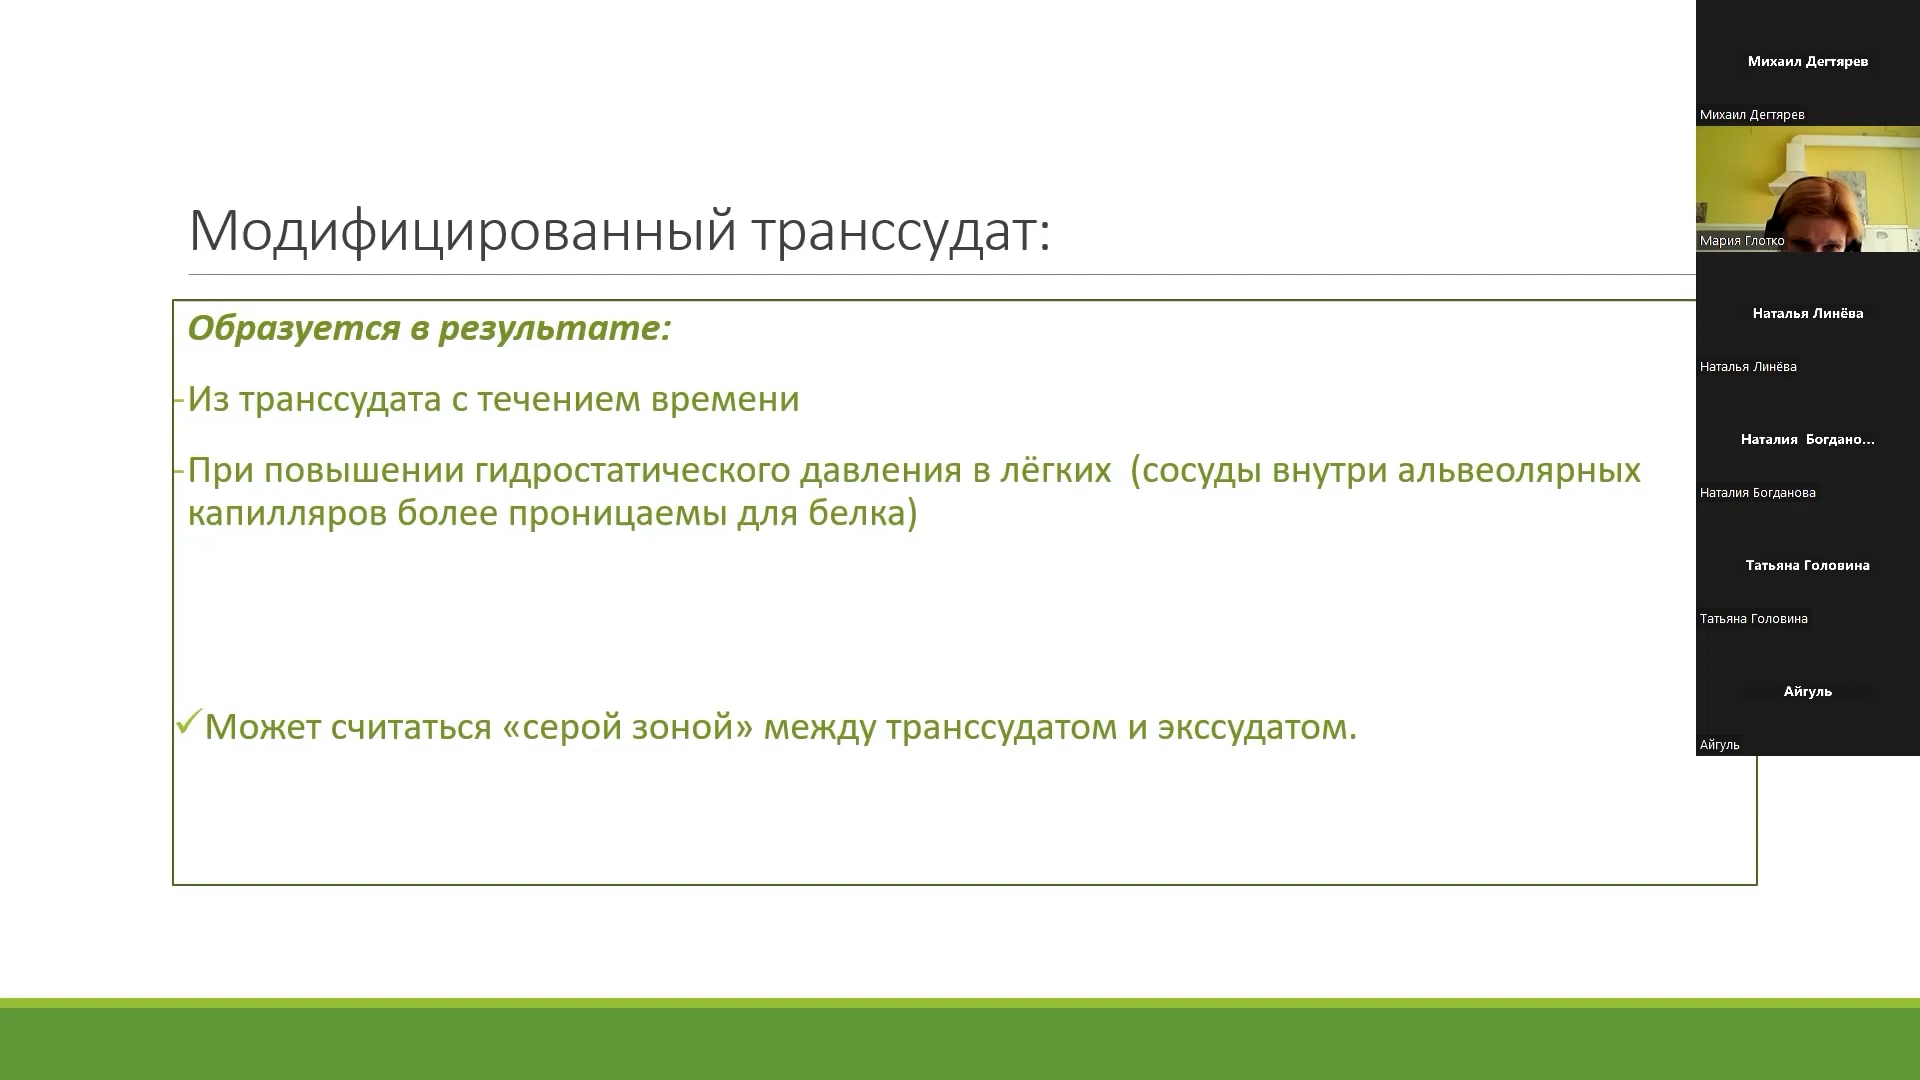 Модифицированный транссудат:
Образуется в результате:
-Из транссудата с течением времени
-При повышении гидростатического давления в лёгких (сосуды внутри альвеолярных
капилляров более проницаемы для белка)
✓Может считаться «серой зоной» между транссудатом и экссудатом.
Михаил Дегтярев
Михаил Дегтярев
Мария Глотко
Наталья Линёва
Наталья Линёва
Наталия Богдано...
Наталия Богданова
Татьяна Головина
Татьяна Головина
Айгуль
Айгуль